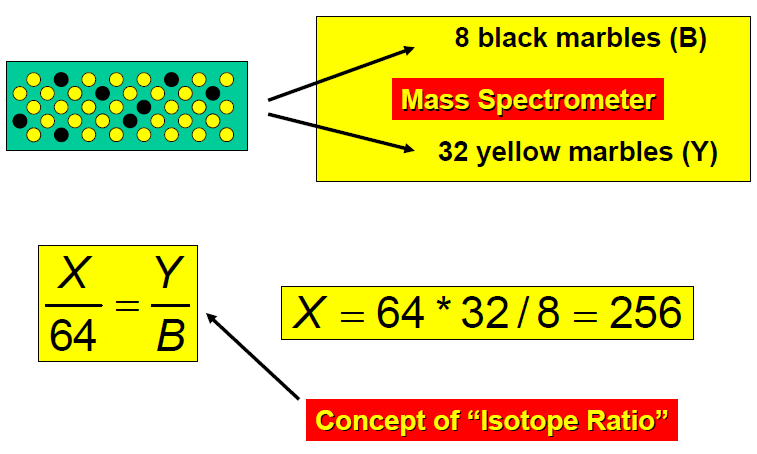 8 black marbles (B)
Mass Spectrometer
32 yellow marbles (Y)
X/64 = Y/B
X = 64 * 32 / 8 = 256
Concept of “Isotope Ratio”